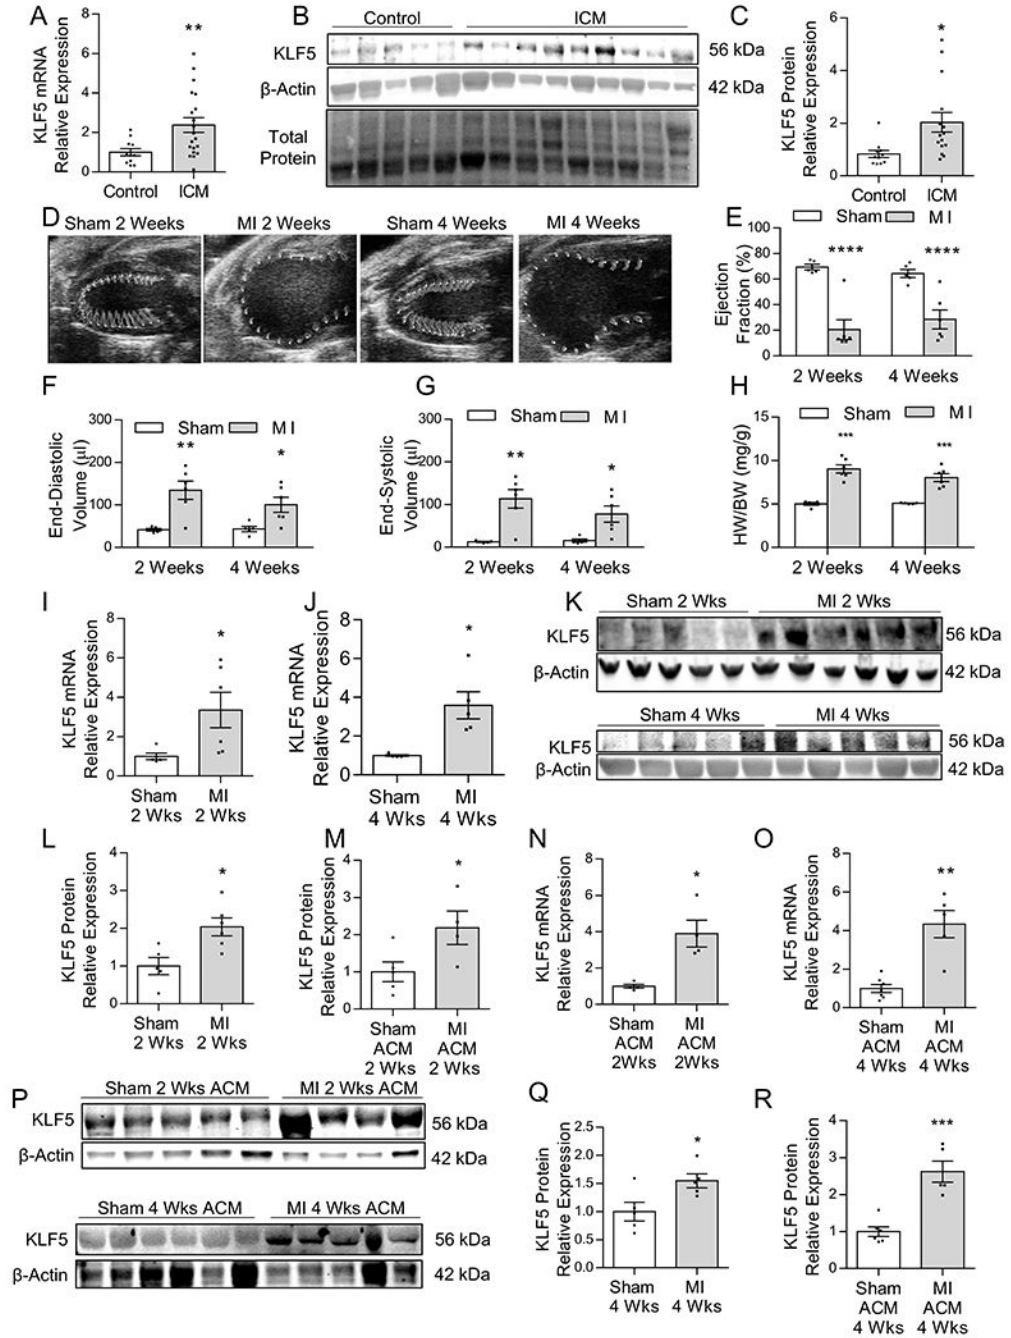 A
KLF5 mRNA
Relative Expression
8
6
4
2
0
**
Control
ICM
B
Control
ICM
KLF5
56 kDa
β-Actin
42 kDa
Total
Protein
C
KLF5 Protein
Relative Expression
6
4
2
0
*
Control
ICM
D
Sham 2 Weeks
MI 2 Weeks
Sham 4 Weeks
MI 4 Weeks
E
Sham
MI
Ejection
Fraction (%)
100
80
60
40
20
0
****
****
2 Weeks
4 Weeks
F
End-Diastolic
Volume (µl)
300
200
100
0
Sham
MI
**
*
2 Weeks
4 Weeks
G
End-Systolic
Volume (µl)
300
200
100
0
Sham
MI
**
*
2 Weeks
4 Weeks
H
HW/BW (mg/g)
15
10
5
0
Sham
MI
***
***
2 Weeks
4 Weeks
I
KLF5 mRNA
Relative Expression
8
6
4
2
0
*
Sham
2 Wks
MI
2 Wks
J
KLF5 mRNA
Relative Expression
8
6
4
2
0
*
Sham
4 Wks
MI
4 Wks
K
Sham 2 Wks
MI 2 Wks
KLF5
56 kDa
β-Actin
42 kDa
Sham 4 Wks
MI 4 Wks
KLF5
56 kDa
β-Actin
42 kDa
L
KLF5 Protein
Relative Expression
4
3
2
1
0
*
Sham
2 Wks
MI
2 Wks
M
KLF5 Protein
Relative Expression
4
3
2
1
0
*
Sham
ACM
2 Wks
MI
ACM
2 Wks
N
KLF5 mRNA
Relative Expression
8
6
4
2
0
*
Sham
ACM
2Wks
MI
ACM
2Wks
O
KLF5 mRNA
Relative Expression
8
6
4
2
0
**
Sham
ACM
4 Wks
MI
ACM
4 Wks
P
Sham 2 Wks ACM
MI 2 Wks ACM
KLF5
56 kDa
β-Actin
42 kDa
Sham 4 Wks ACM
MI 4 Wks ACM
KLF5
56 kDa
β-Actin
42 kDa
Q
KLF5 Protein
Relative Expression
2.5
2.0
1.5
1.0
0.5
0.0
*
Sham
4 Wks
MI
4 Wks
R
KLF5 Protein
Relative Expression
4
3
2
1
0
***
Sham
ACM
4 Wks
MI
ACM
4 Wks